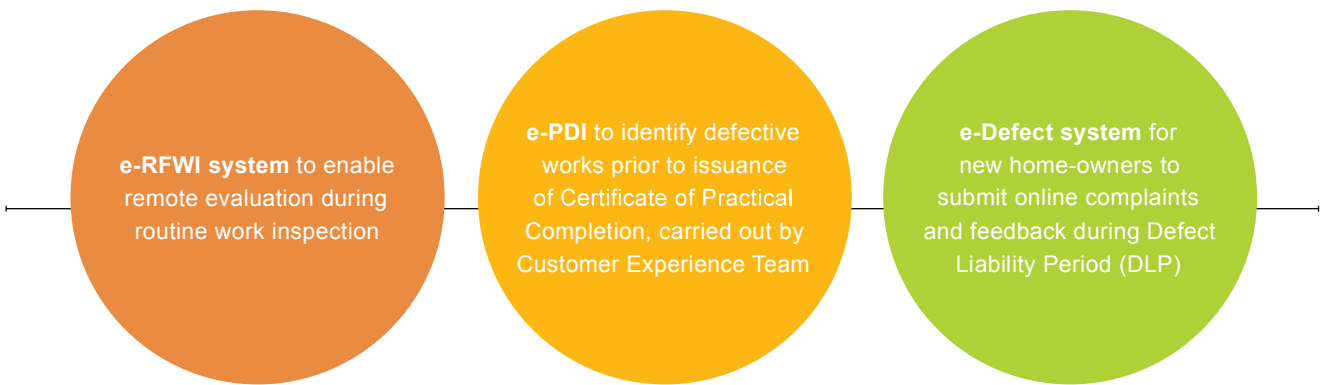 e-RFWI system to enable
remote evaluation during
routine work inspection
e-PDI to identify defective
works prior to issuance
of Certificate of Practical
Completion, carried out by
Customer Experience Team
e-Defect system for
new home-owners to
submit online complaints
and feedback during Defect
Liability Period (DLP)